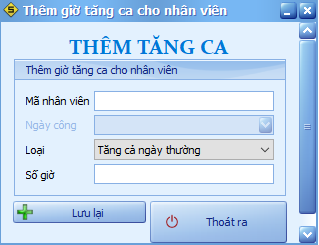 Thêm giờ tăng ca cho nhân viên
THÊM TĂNG CA
Thêm giờ tăng ca cho nhân viên
Mã nhân viên
Ngày công
Loại
Tăng cả ngày thường
Số giờ
Lưu lại
Thoát ra